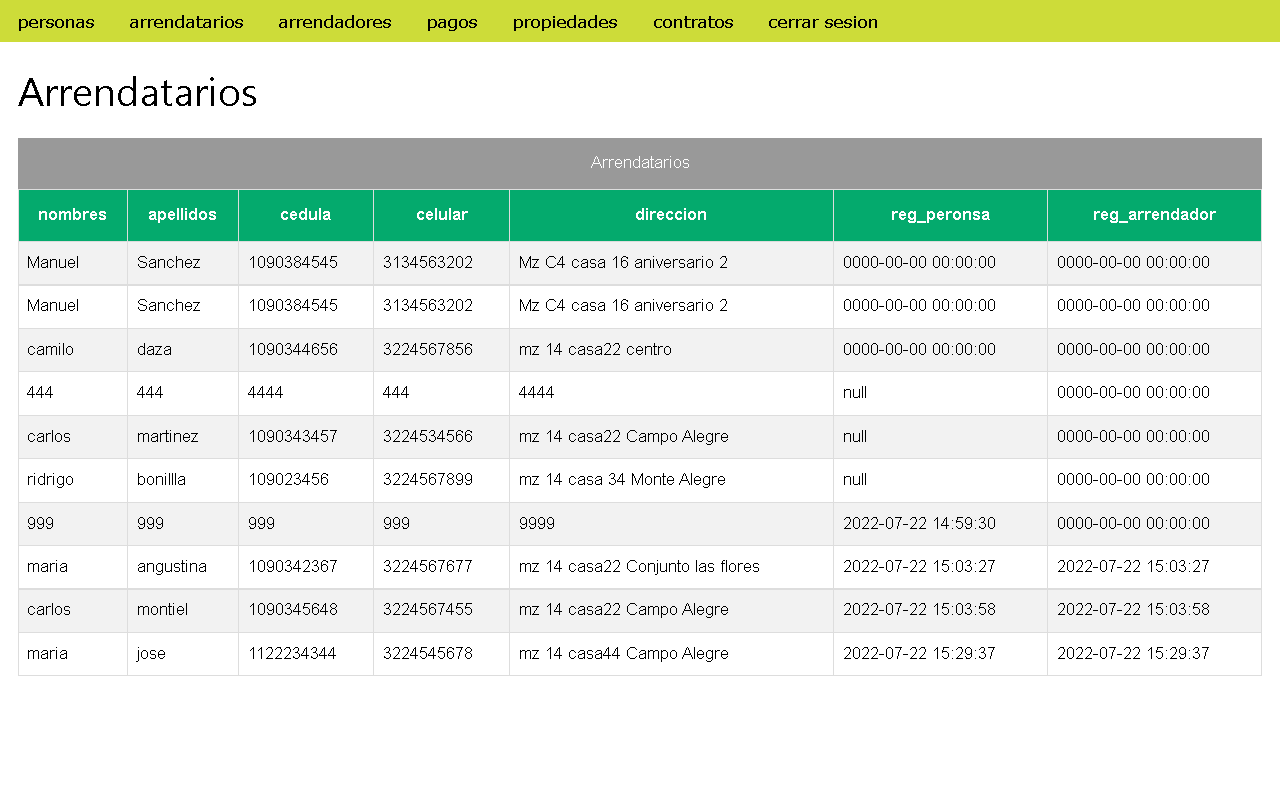 personas arrendatarios arrendadores pagos propiedades contratos cerrar sesion
Arrendatarios
Arrendatarios
nombres apellidos cedula celular direccion reg_peronsa reg_arrendador
Manuel Sanchez 1090384545 3134563202 Mz C4 casa 16 aniversario 2 0000-00-00 00:00:00 0000-00-00 00:00:00
Manuel Sanchez 1090384545 3134563202 Mz C4 casa 16 aniversario 2 0000-00-00 00:00:00 0000-00-00 00:00:00
camilo daza 1090344656 3224567856 mz 14 casa22 centro 0000-00-00 00:00:00 0000-00-00 00:00:00
444 444 4444 444 4444 null 0000-00-00 00:00:00
carlos martinez 1090343457 3224534566 mz 14 casa22 Campo Alegre null 0000-00-00 00:00:00
ridrigo bonillla 109023456 3224567899 mz 14 casa 34 Monte Alegre null 0000-00-00 00:00:00
999 999 999 999 9999 2022-07-22 14:59:30 0000-00-00 00:00:00
maria angustina 1090342367 3224567677 mz 14 casa22 Conjunto las flores 2022-07-22 15:03:27 2022-07-22 15:03:27
carlos montiel 1090345648 3224567455 mz 14 casa22 Campo Alegre 2022-07-22 15:03:58 2022-07-22 15:03:58
maria jose 1122234344 3224545678 mz 14 casa44 Campo Alegre 2022-07-22 15:29:37 2022-07-22 15:29:37